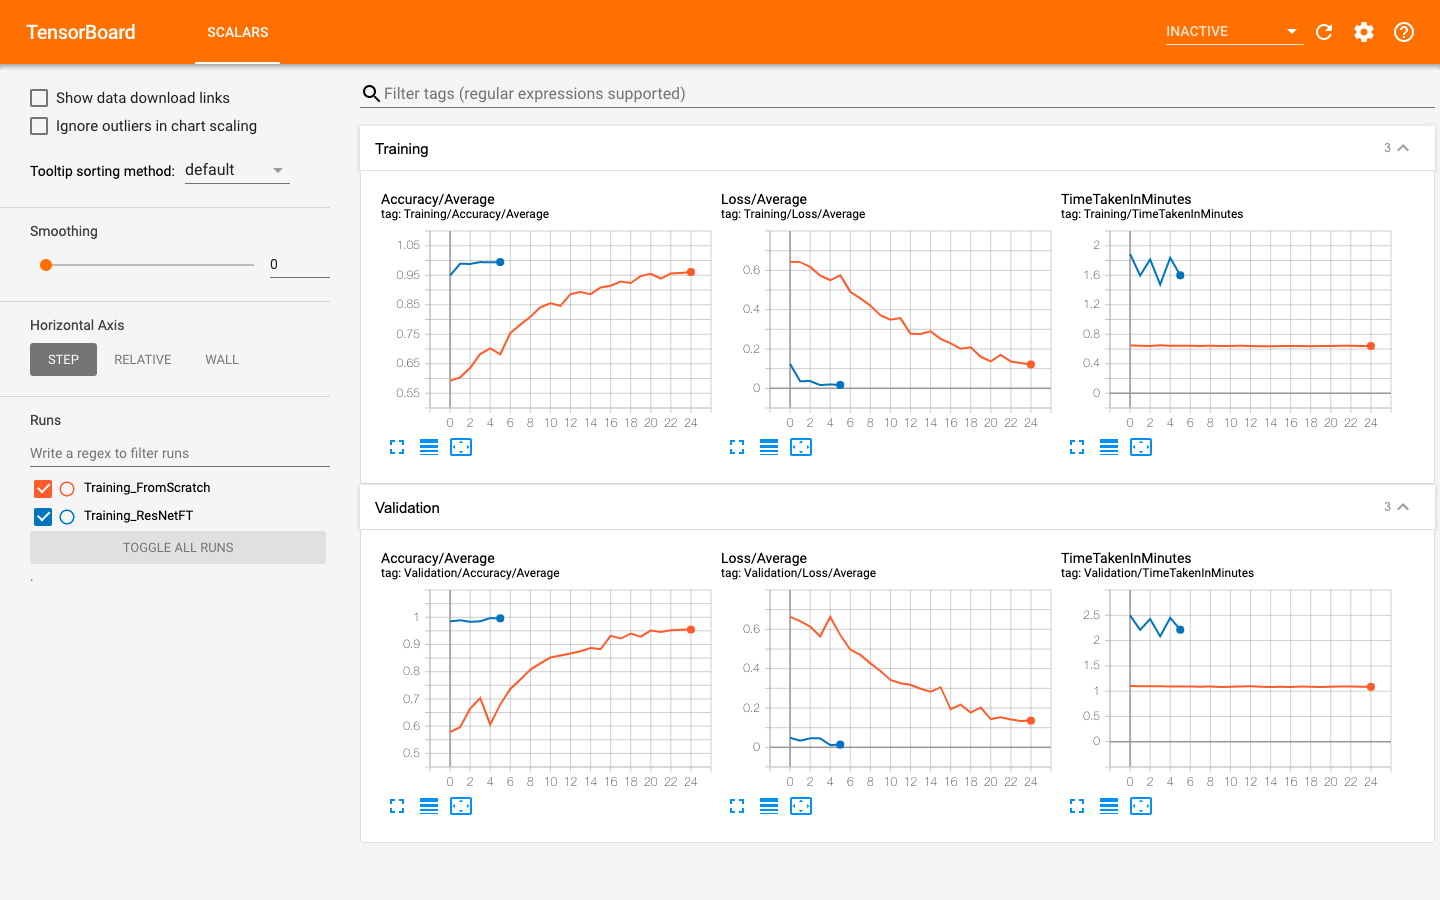 TensorBoard
SCALARS
INACTIVE
Show data download links
Ignore outliers in chart scaling
Tooltip sorting method: default
Smoothing
0
Horizontal Axis
STEP RELATIVE WALL
Runs
Write a regex to filter runs
Training_FromScratch
Training_ResNetFT
TOGGLE ALL RUNS
.
Filter tags (regular expressions supported)
Training
3
Accuracy/Average
tag: Training/Accuracy/Average
1.05
0.95
0.85
0.75
0.65
0.55
0 2 4 6 8 10 12 14 16 18 20 22 24
Loss/Average
tag: Training/Loss/Average
0.6
0.4
0.2
0
0 2 4 6 8 10 12 14 16 18 20 22 24
TimeTakenInMinutes
tag: Training/TimeTakenInMinutes
2
1.6
1.2
0.8
0.4
0
0 2 4 6 8 10 12 14 16 18 20 22 24
Validation
3
Accuracy/Average
tag: Validation/Accuracy/Average
1
0.9
0.8
0.7
0.6
0.5
0 2 4 6 8 10 12 14 16 18 20 22 24
Loss/Average
tag: Validation/Loss/Average
0.6
0.4
0.2
0
0 2 4 6 8 10 12 14 16 18 20 22 24
TimeTakenInMinutes
tag: Validation/TimeTakenInMinutes
2.5
2
1.5
1
0.5
0
0 2 4 6 8 10 12 14 16 18 20 22 24